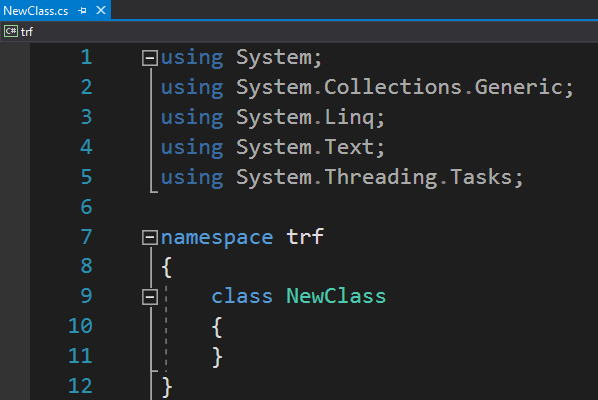 NewClass.cs
C# trf
1 using System;
2 using System.Collections.Generic;
3 using System.Linq;
4 using System.Text;
5 using System.Threading.Tasks;
6
7 namespace trf
8 {
9 class NewClass
10 {
11 }
12 }